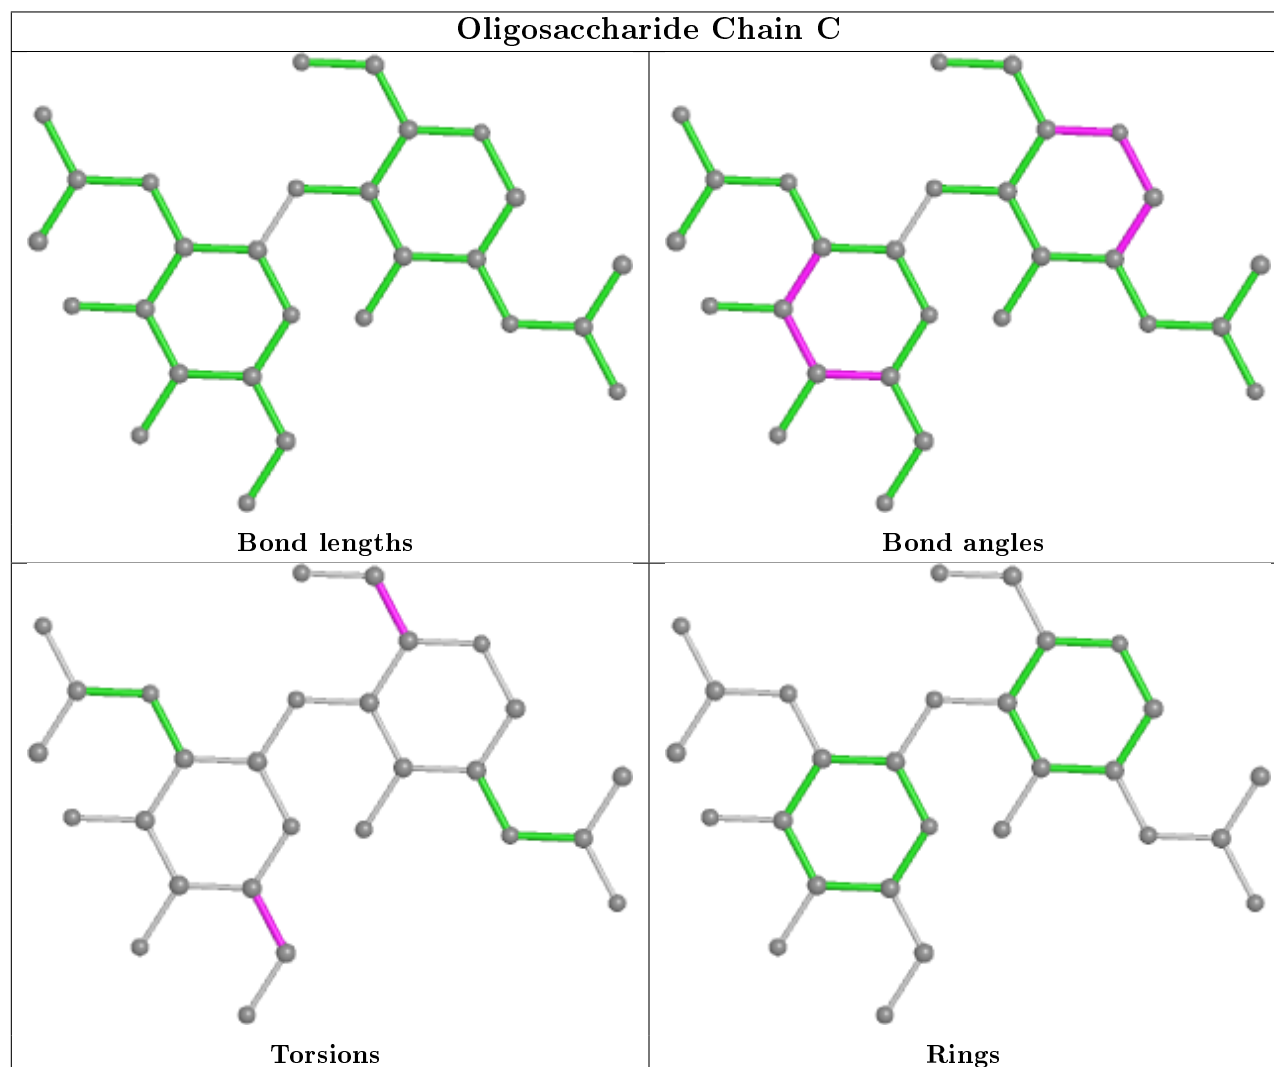 Oligosaccharide Chain C
Bond lengths
Bond angles
Torsions
Rings